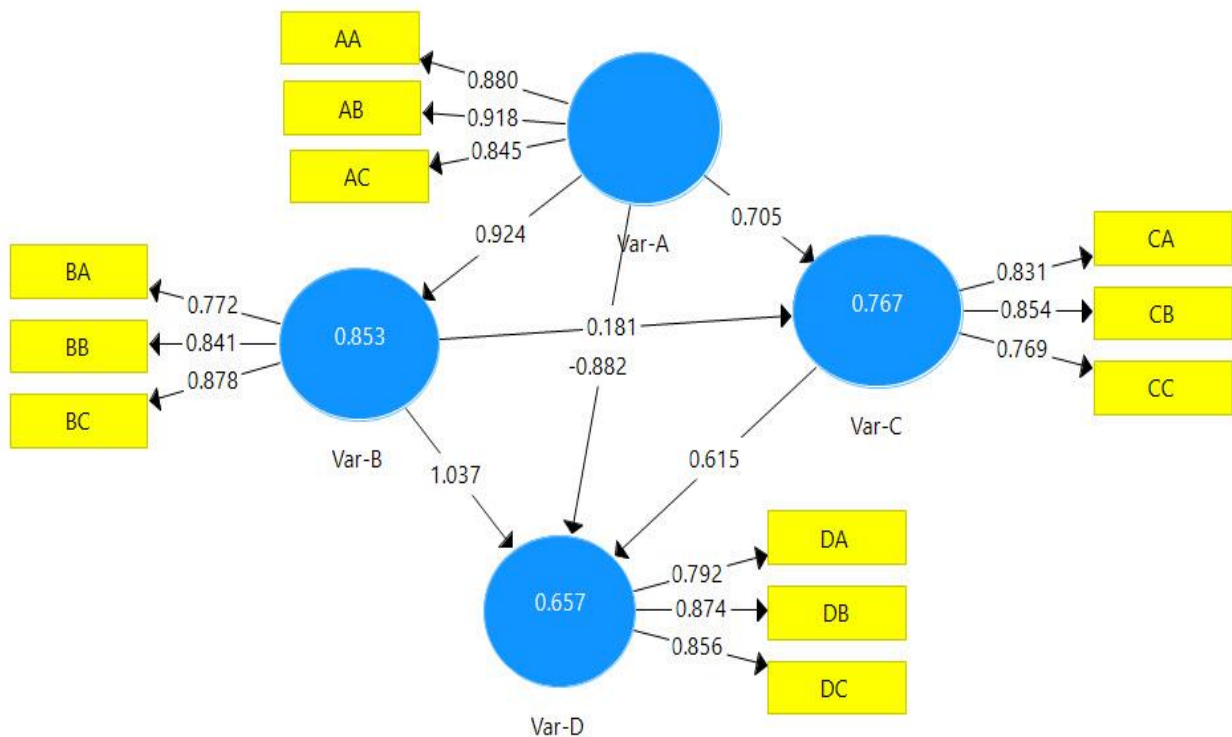 AA
0.880
AB
0.918
AC
0.845
Var-A
0.924
0.705
BA
0.772
BB
0.841
BC
0.878
0.853
Var-B
0.181
-0.882
0.767
Var-C
CA
0.831
CB
0.854
CC
0.769
1.037
0.615
0.657
Var-D
DA
0.792
DB
0.874
DC
0.856